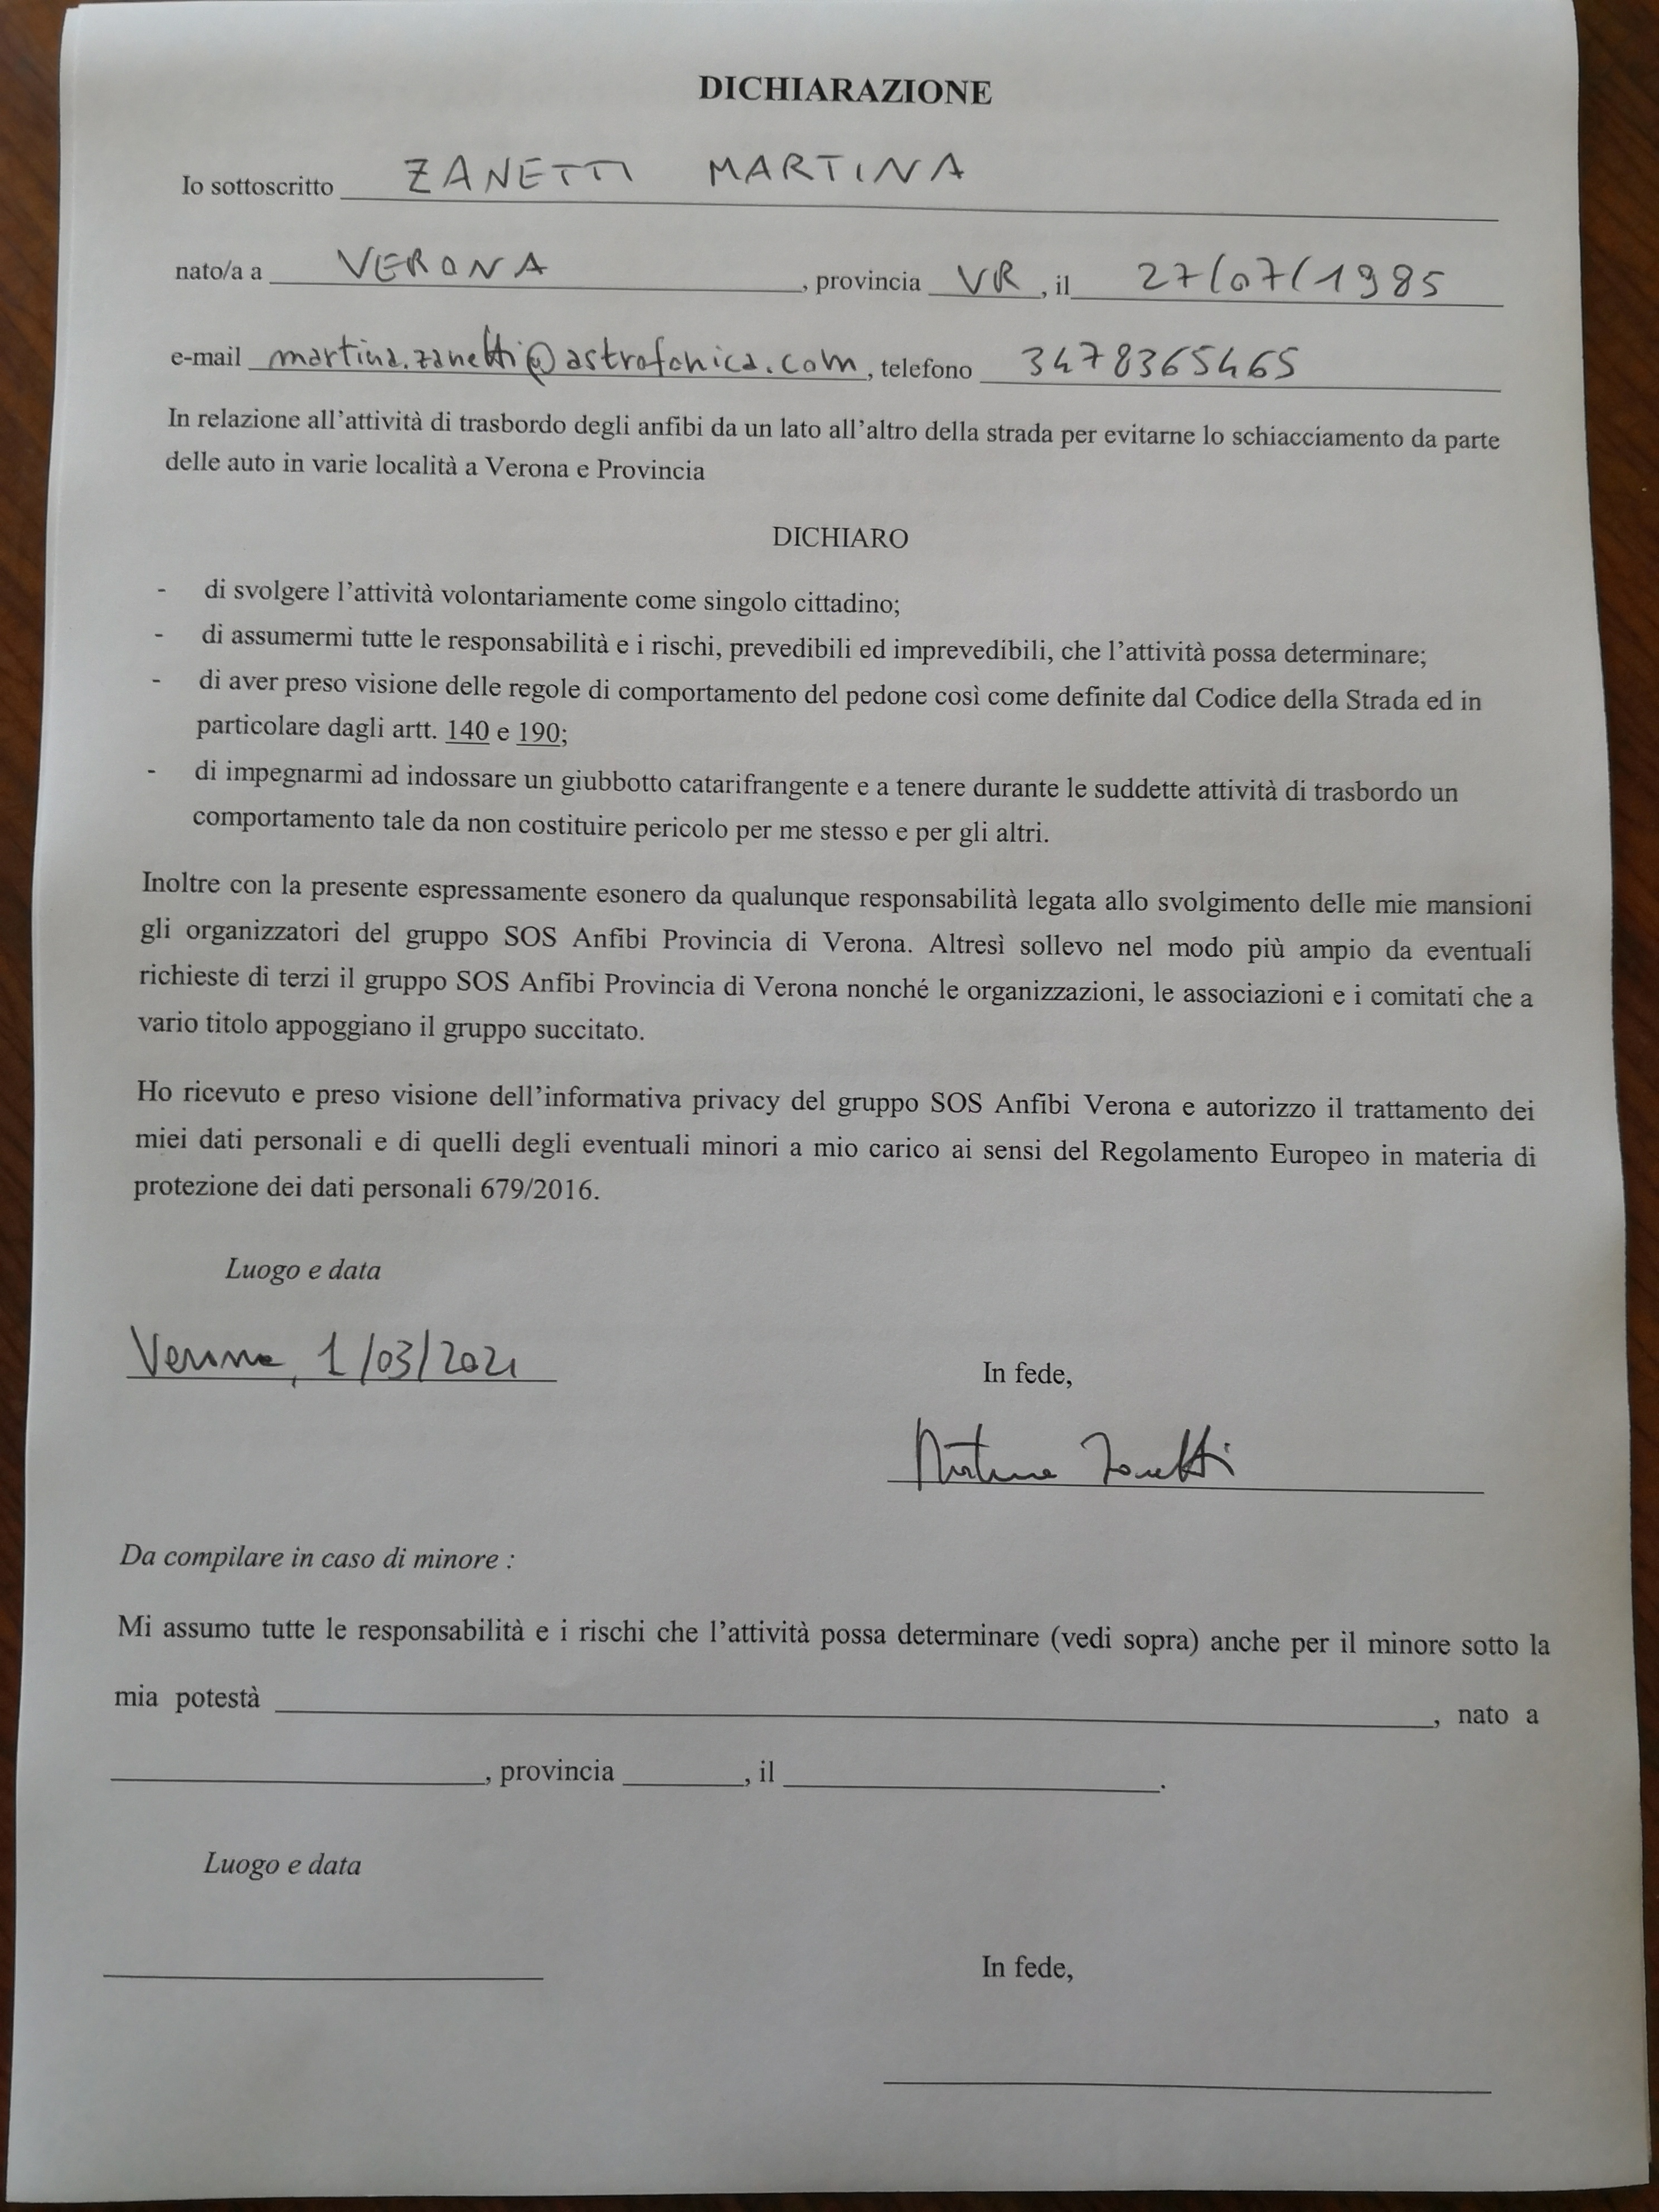 DICHIARAZIONE
Io sottoscritto ZANETTI MARTINA
nato/a a VERONA, provincia VR, il 27/07/1985
e-mail martina.zanetti@astrofonica.com, telefono 3478365465
In relazione all'attività di trasbordo degli anfibi da un lato all'altro della strada per evitarne lo schiacciamento da parte
delle auto in varie località a Verona e Provincia
DICHIARO
- di svolgere l'attività volontariamente come singolo cittadino;
- di assumermi tutte le responsabilità e i rischi, prevedibili ed imprevedibili, che l'attività possa determinare;
- di aver preso visione delle regole di comportamento del pedone così come definite dal Codice della Strada ed in
particolare dagli artt. 140 e 190;
- di impegnarmi ad indossare un giubbotto catarifrangente e a tenere durante le suddette attività di trasbordo un
comportamento tale da non costituire pericolo per me stesso e per gli altri.
Inoltre con la presente espressamente esonero da qualunque responsabilità legata allo svolgimento delle mie mansioni
gli organizzatori del gruppo SOS Anfibi Provincia di Verona. Altresì sollevo nel modo più ampio da eventuali
richieste di terzi il gruppo SOS Anfibi Provincia di Verona nonché le organizzazioni, le associazioni e i comitati che a
vario titolo appoggiano il gruppo succitato.
Ho ricevuto e preso visione dell'informativa privacy del gruppo SOS Anfibi Verona e autorizzo il trattamento dei
miei dati personali e di quelli degli eventuali minori a mio carico ai sensi del Regolamento Europeo in materia di
protezione dei dati personali 679/2016.
Luogo e data
Verona, 1/03/2021
In fede,
Martina Zanetti
Da compilare in caso di minore :
Mi assumo tutte le responsabilità e i rischi che l'attività possa determinare (vedi sopra) anche per il minore sotto la
mia potestà , nato a
, provincia , il .
Luogo e data
In fede,